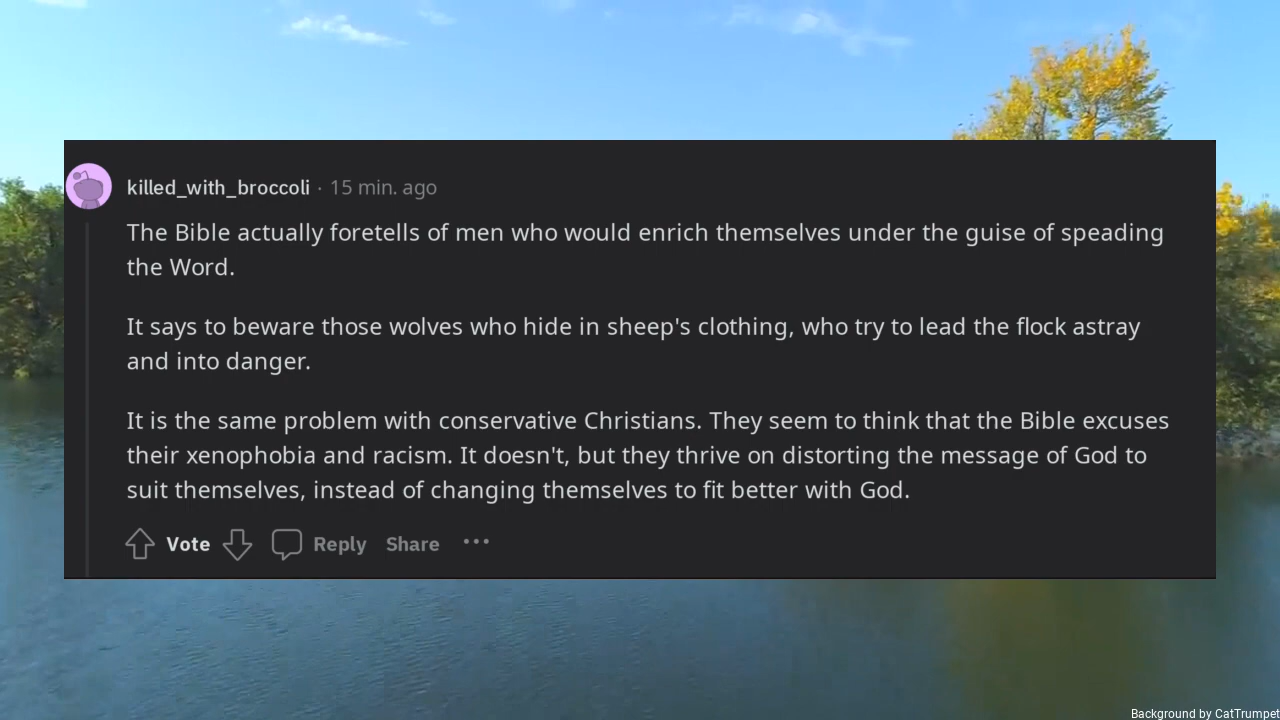 killed_with_broccoli · 15 min. ago
The Bible actually foretells of men who would enrich themselves under the guise of speading
the Word.
It says to beware those wolves who hide in sheep's clothing, who try to lead the flock astray
and into danger.
It is the same problem with conservative Christians. They seem to think that the Bible excuses
their xenophobia and racism. It doesn't, but they thrive on distorting the message of God to
suit themselves, instead of changing themselves to fit better with God.
Vote Reply Share ···
Background by CatTrumpet